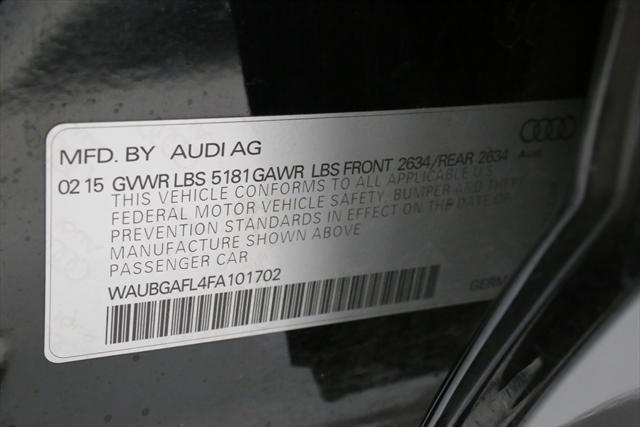 MFD. BY AUDI AG
Audi
02 15 GVWR LBS 5181 GAWR LBS FRONT 2634/REAR 2634
THIS VEHICLE CONFORMS TO ALL APPLICABLE U.S.
FEDERAL MOTOR VEHICLE SAFETY, BUMPER AND THEFT
PREVENTION STANDARDS IN EFFECT ON THE DATE OF
MANUFACTURE SHOWN ABOVE
PASSENGER CAR
WAUBGAFL4FA101702
GERM